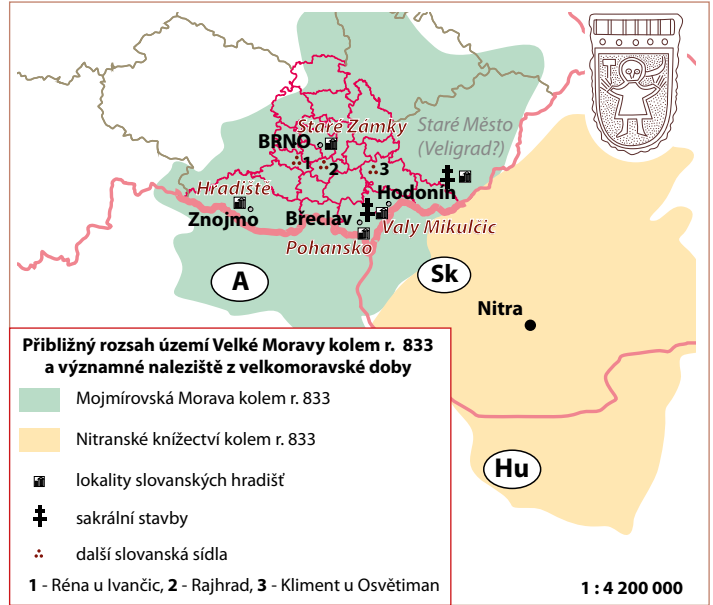 Staré Zámky
BRNO
Staré Město
(Veligrad?)
1
2
3
Hradiště
Hodonín
Znojmo
Břeclav
Valy Mikulčic
Pohansko
A
Sk
Nitra
Hu
Přibližný rozsah území Velké Moravy kolem r. 833
a významné naleziště z velkomoravské doby
Mojmírovská Morava kolem r. 833
Nitranské knížectví kolem r. 833
lokality slovanských hradišť
sakrální stavby
další slovanská sídla
1 - Réna u Ivančic, 2 - Rajhrad, 3 - Kliment u Osvětiman
1 : 4 200 000